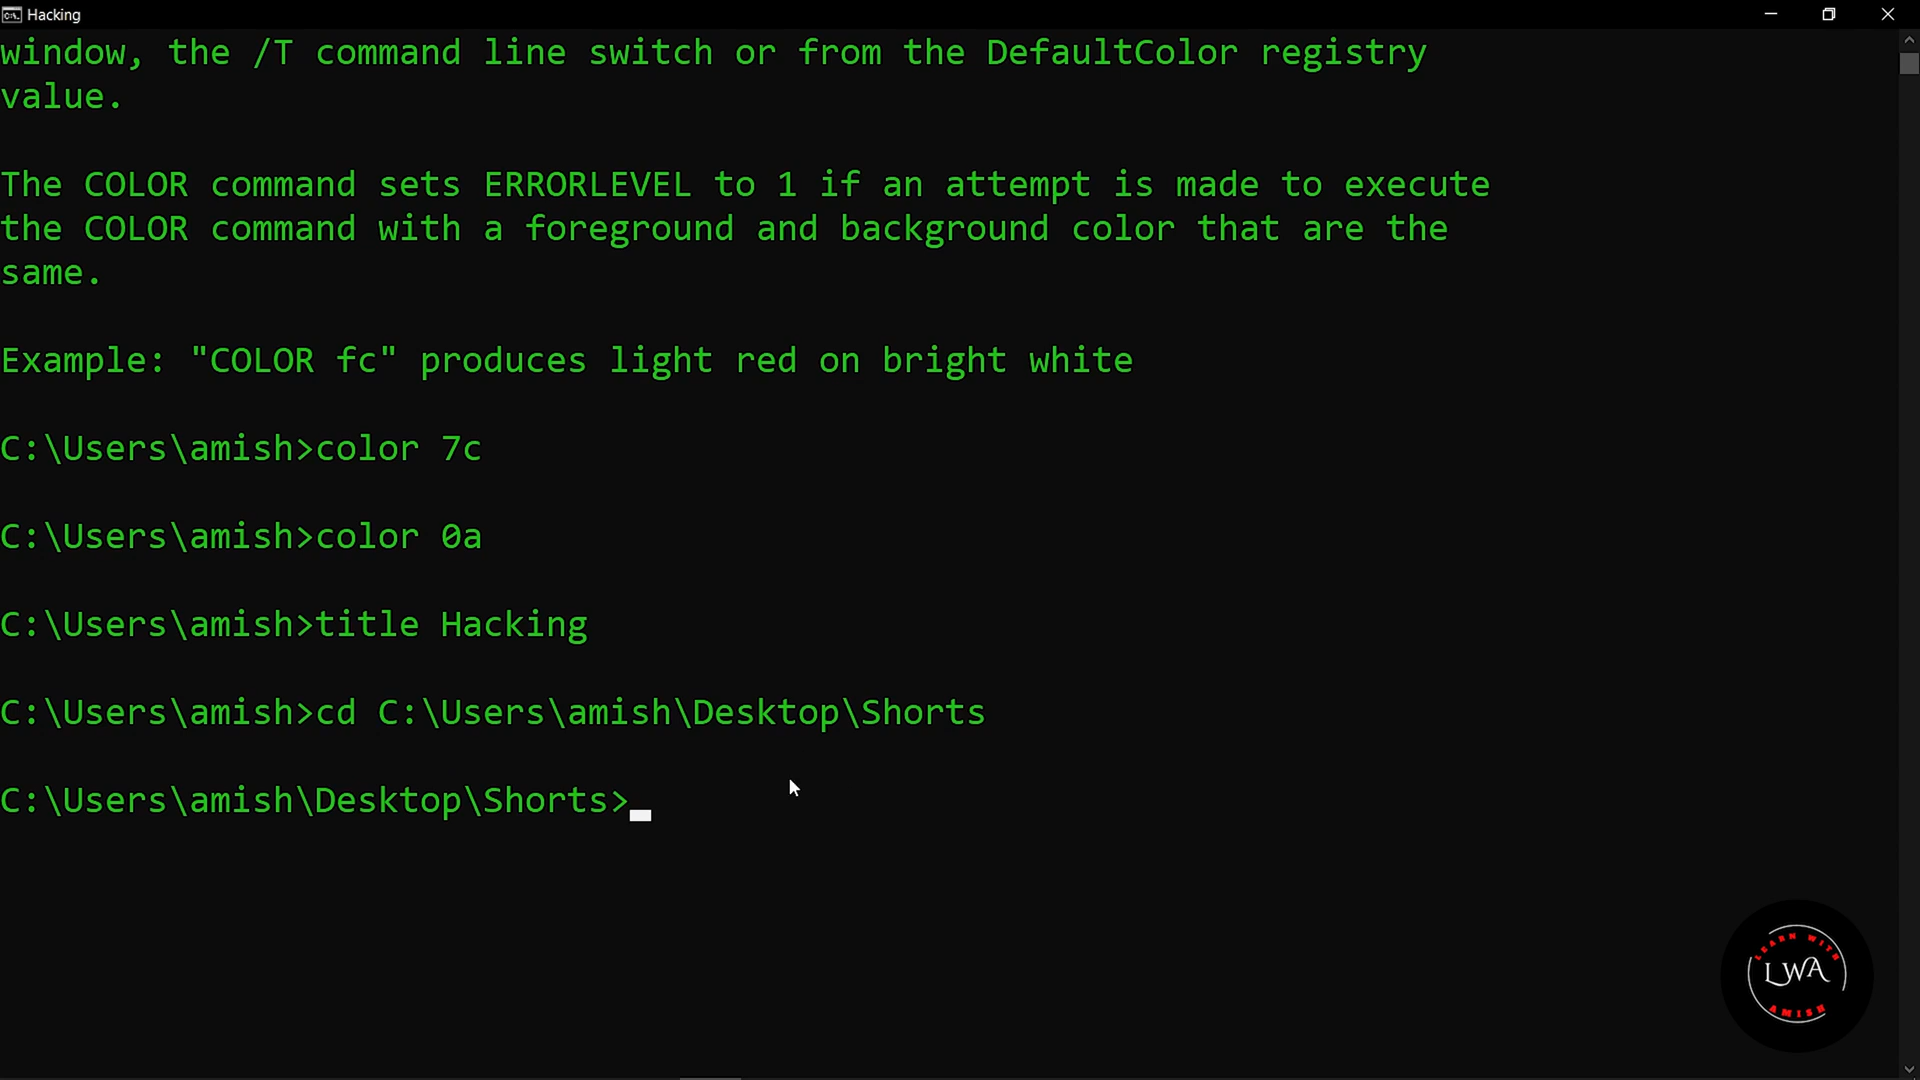 Hacking
window, the /T command line switch or from the DefaultColor registry
value.
The COLOR command sets ERRORLEVEL to 1 if an attempt is made to execute
the COLOR command with a foreground and background color that are the
same.
Example: "COLOR fc" produces light red on bright white
C:\Users\amish>color 7c
C:\Users\amish>color 0a
C:\Users\amish>title Hacking
C:\Users\amish>cd C:\Users\amish\Desktop\Shorts
C:\Users\amish\Desktop\Shorts>
LEARN WITH
LWA
AMISH